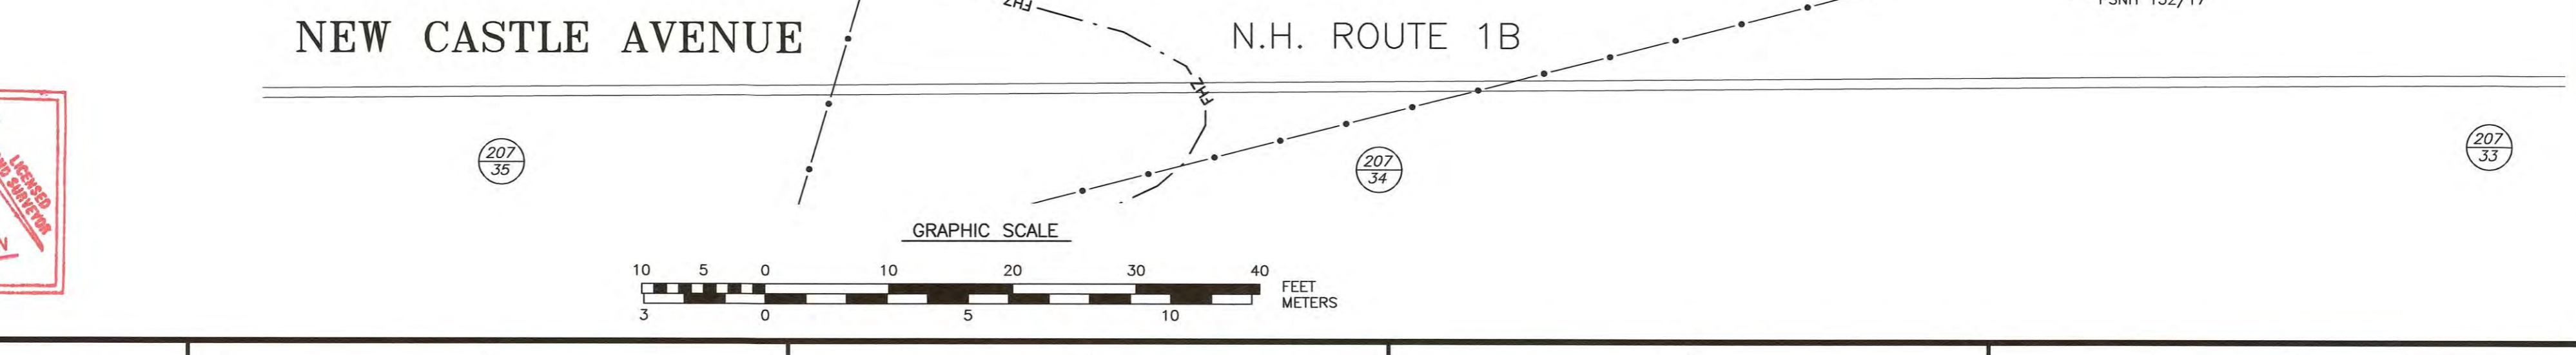 NEW CASTLE AVENUE
N.H. ROUTE 1B
FHZ
FHZ
LICENSED
SURVEYOR
207
35
207
34
207
33
GRAPHIC SCALE
10 5 0 10 20 30 40
FEET
METERS
3 0 5 10